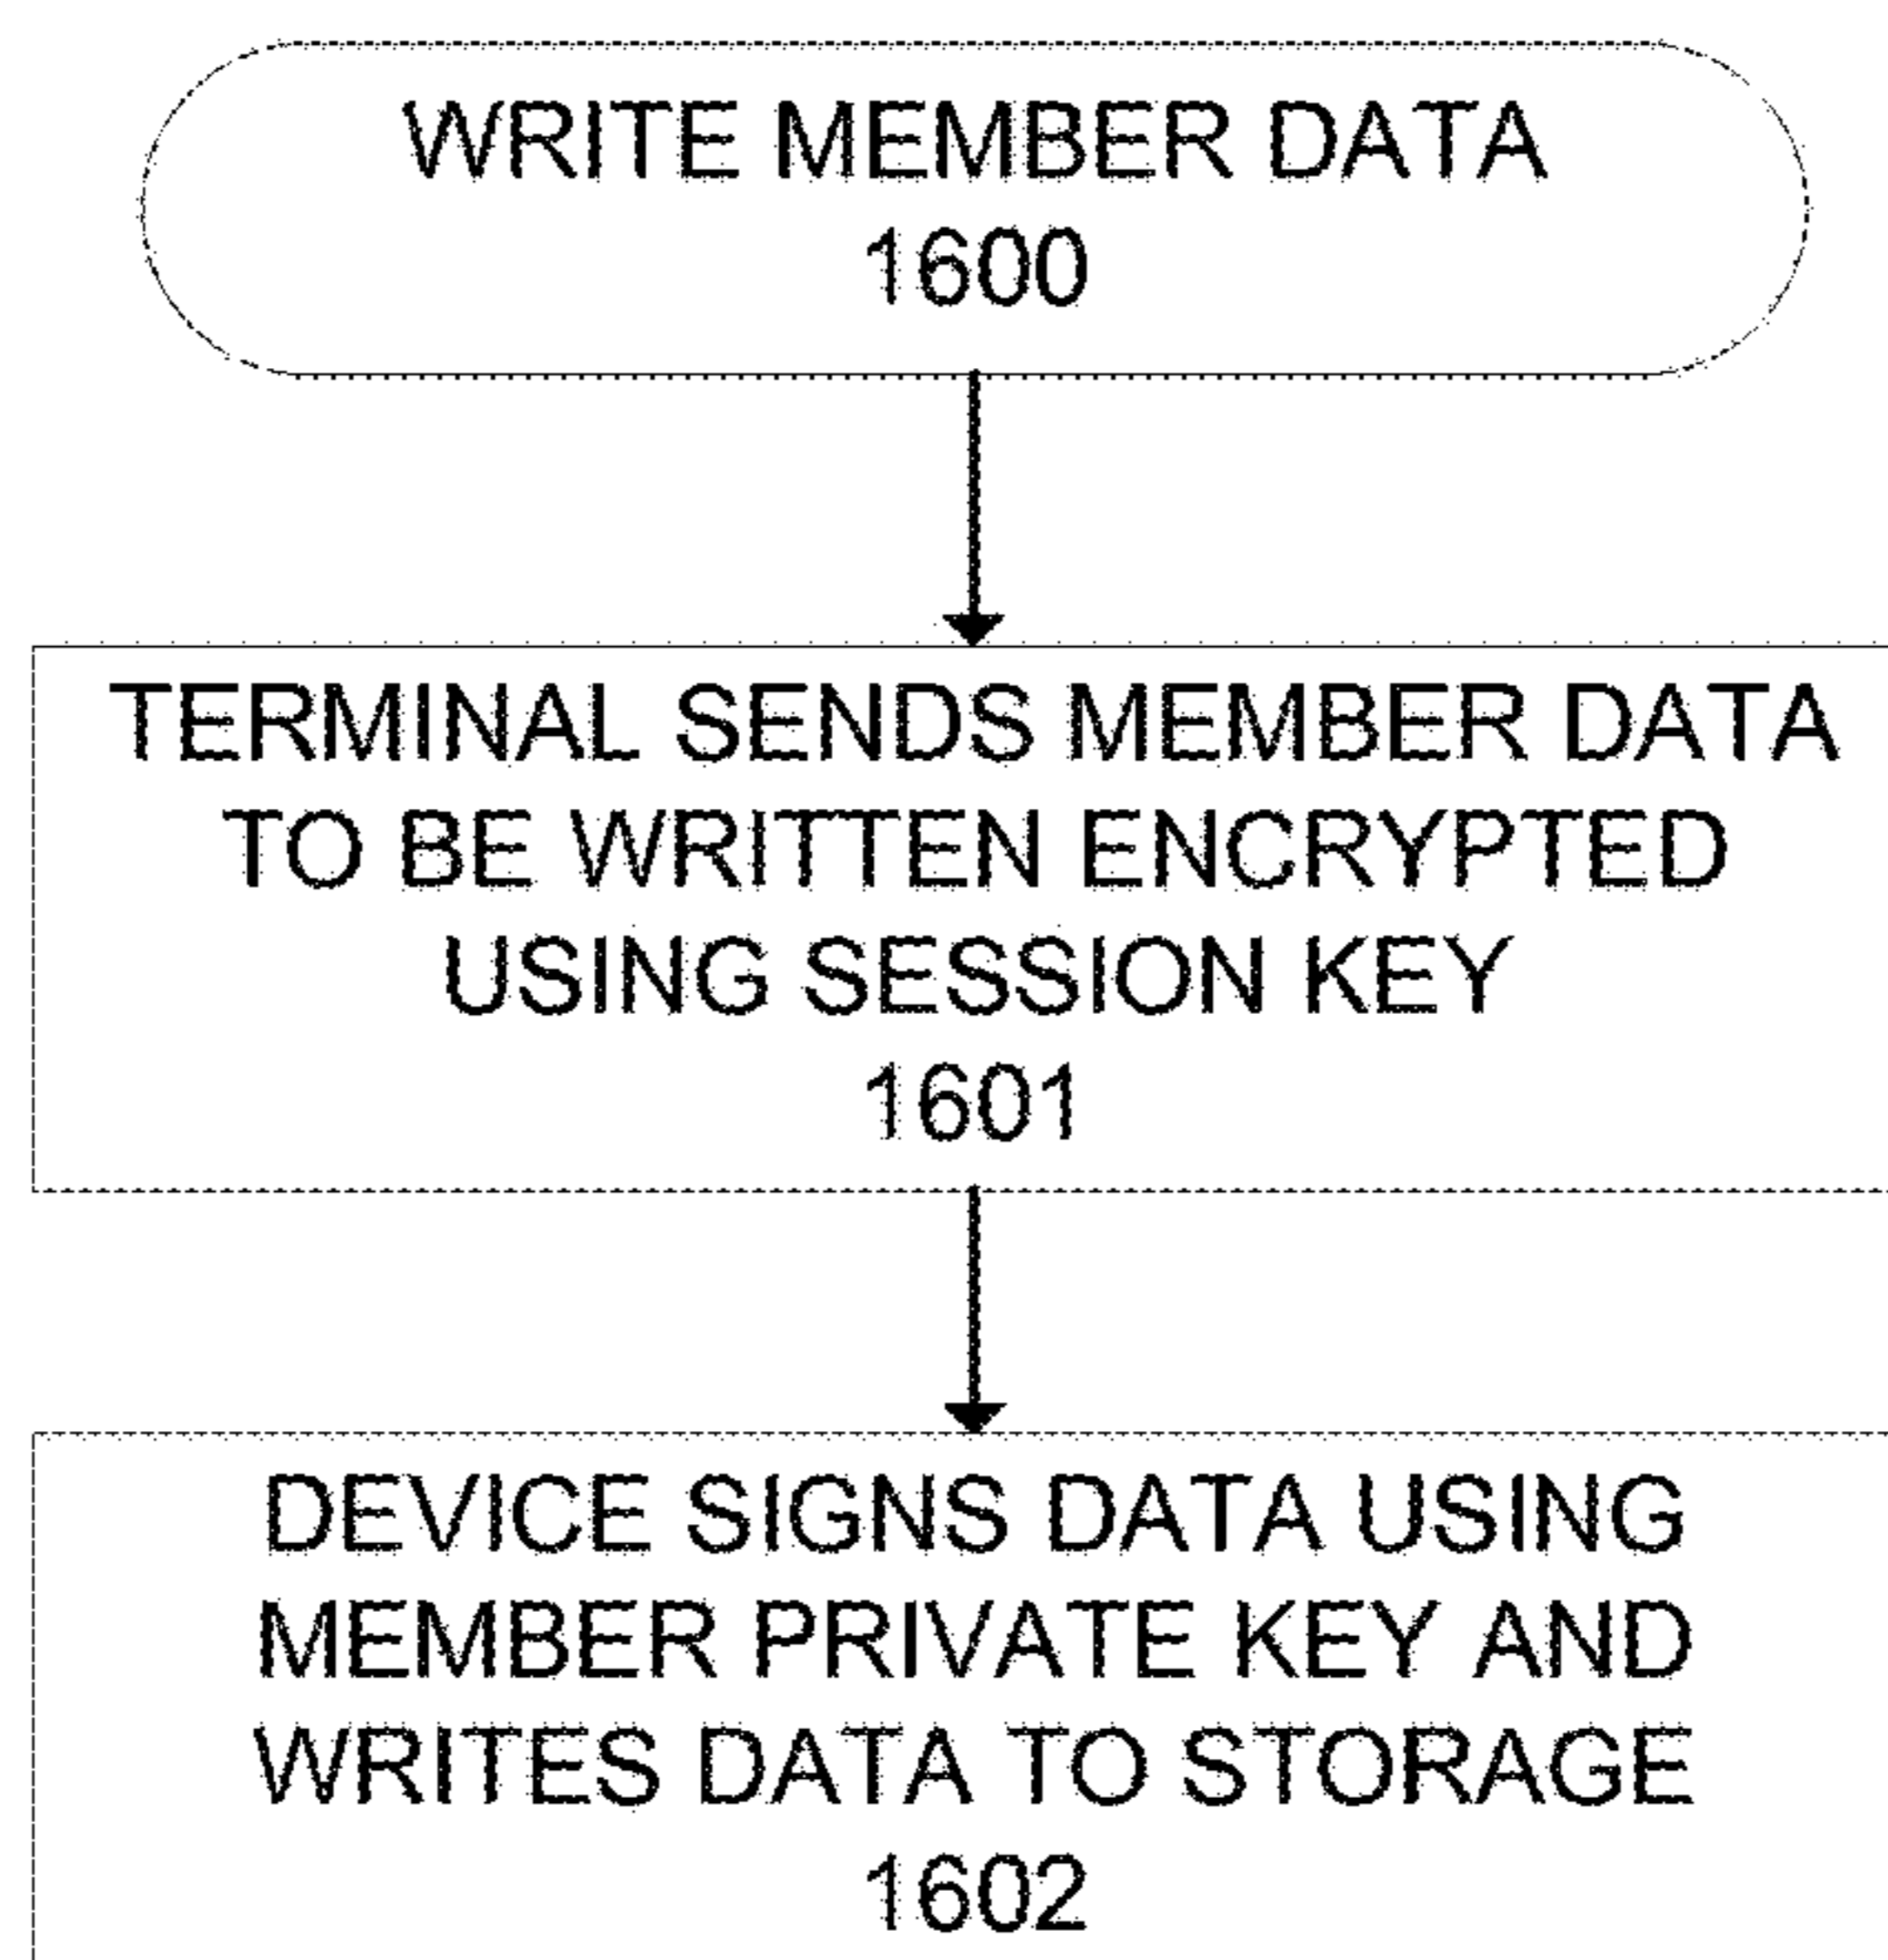 WRITE MEMBER DATA
1600
TERMINAL SENDS MEMBER DATA
TO BE WRITTEN ENCRYPTED
USING SESSION KEY
1601
DEVICE SIGNS DATA USING
MEMBER PRIVATE KEY AND
WRITES DATA TO STORAGE
1602